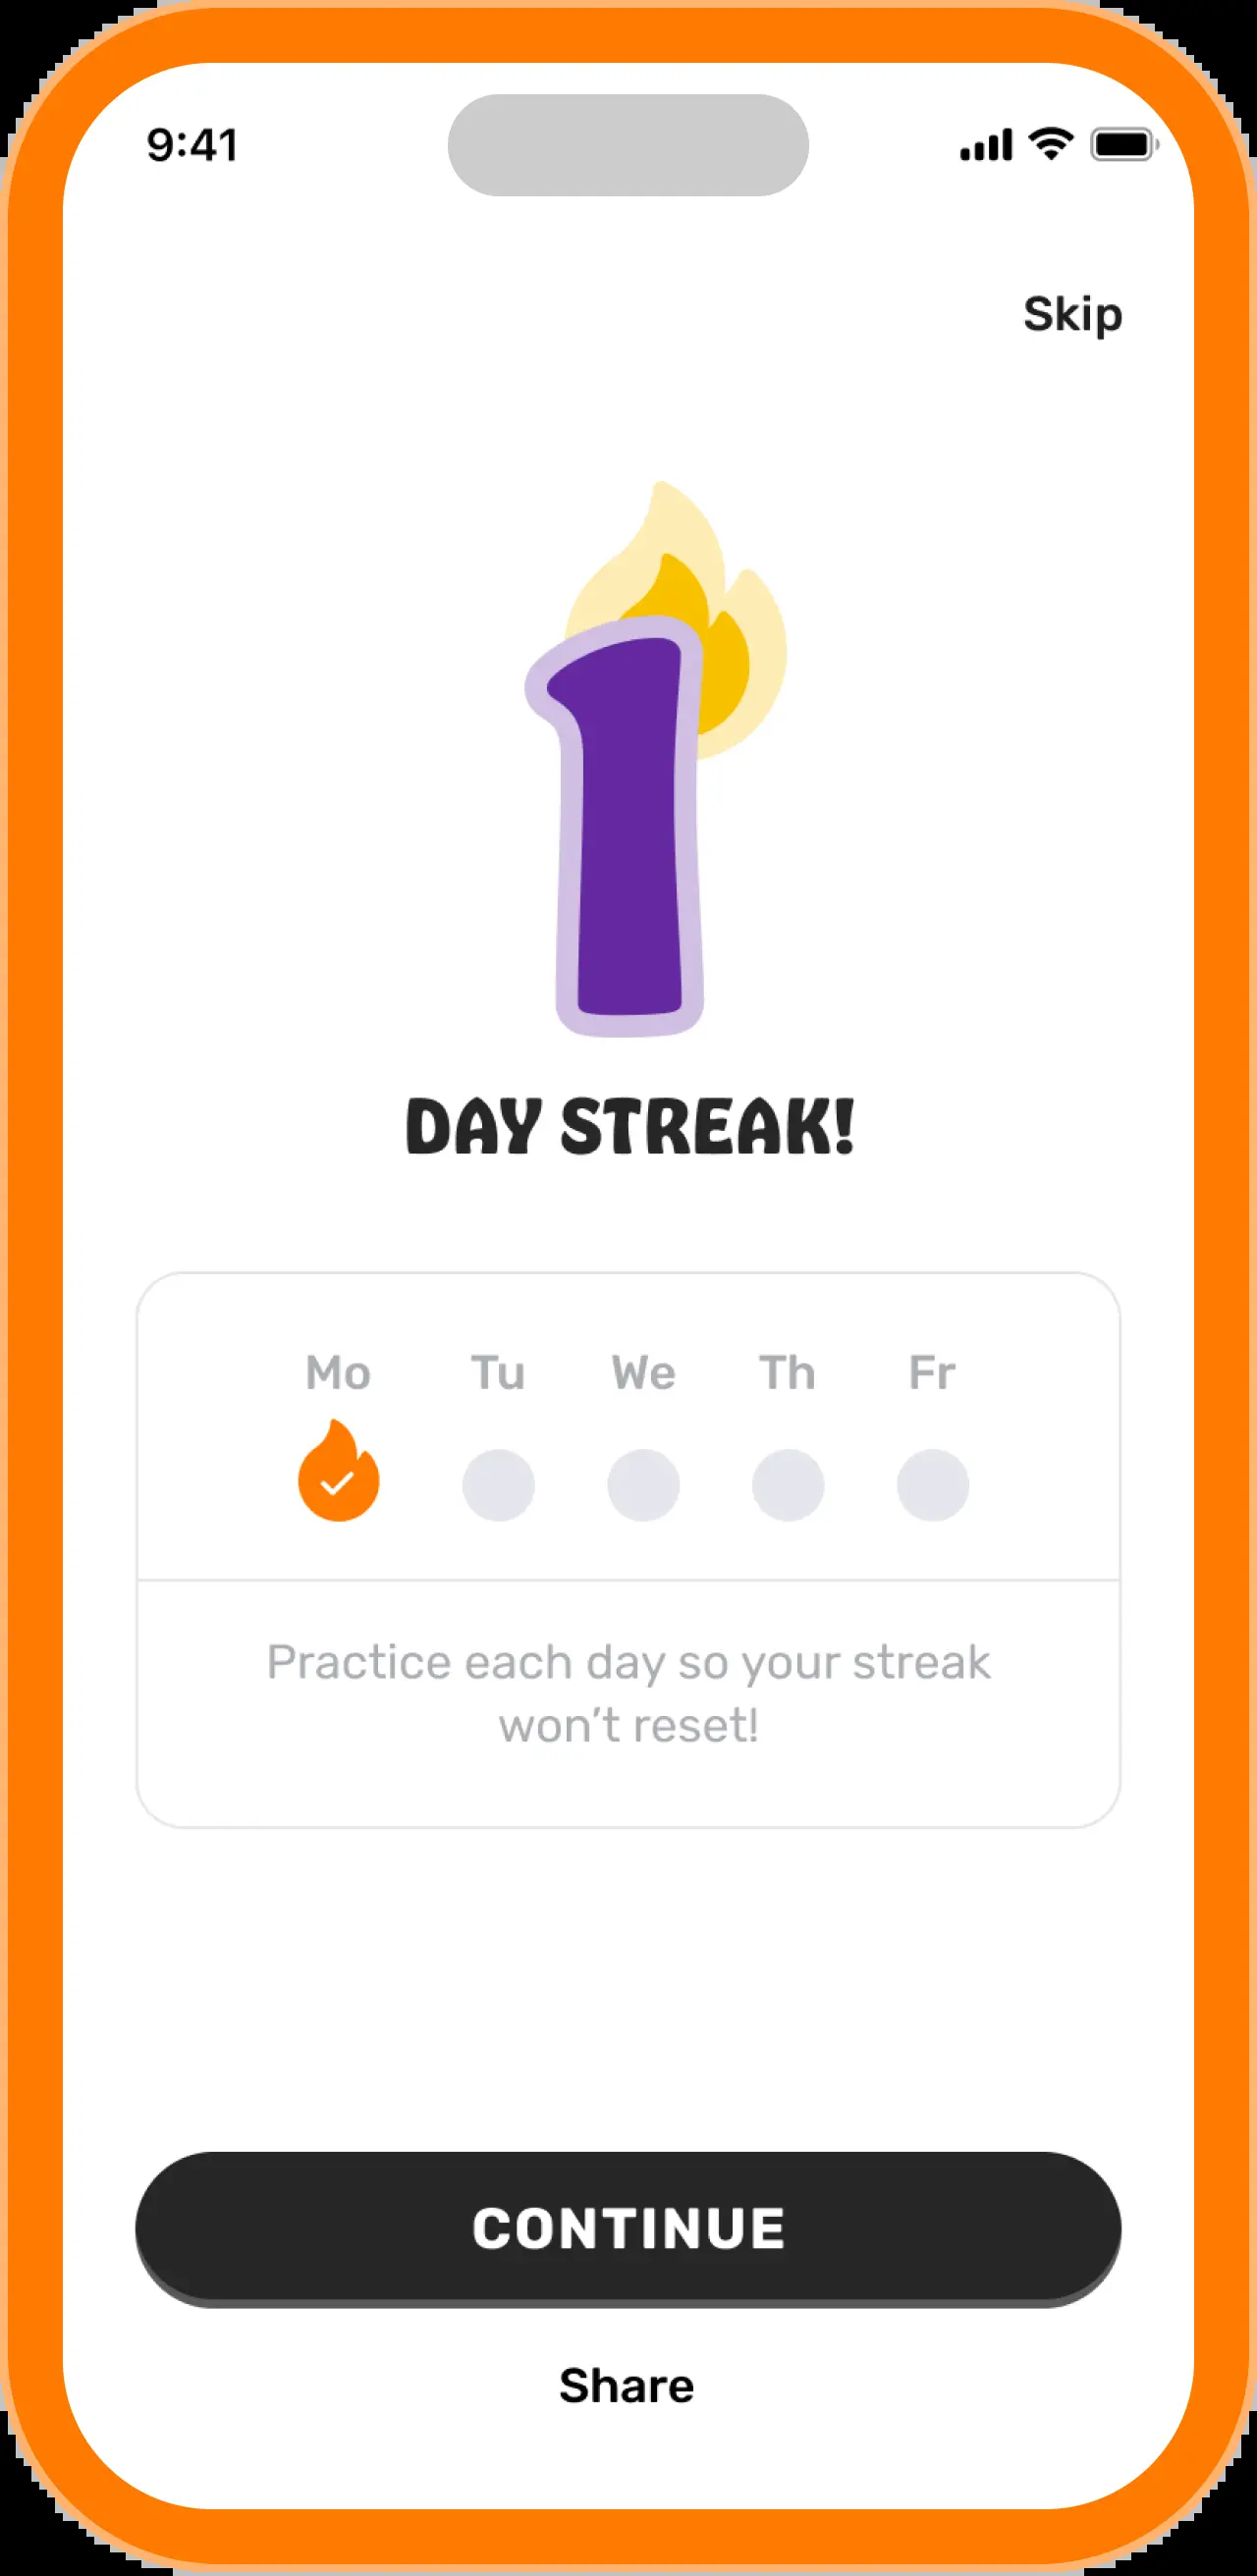 9:41
Skip
1
DAY STREAK!
Mo Tu We Th Fr
Practice each day so your streak
won’t reset!
CONTINUE
Share